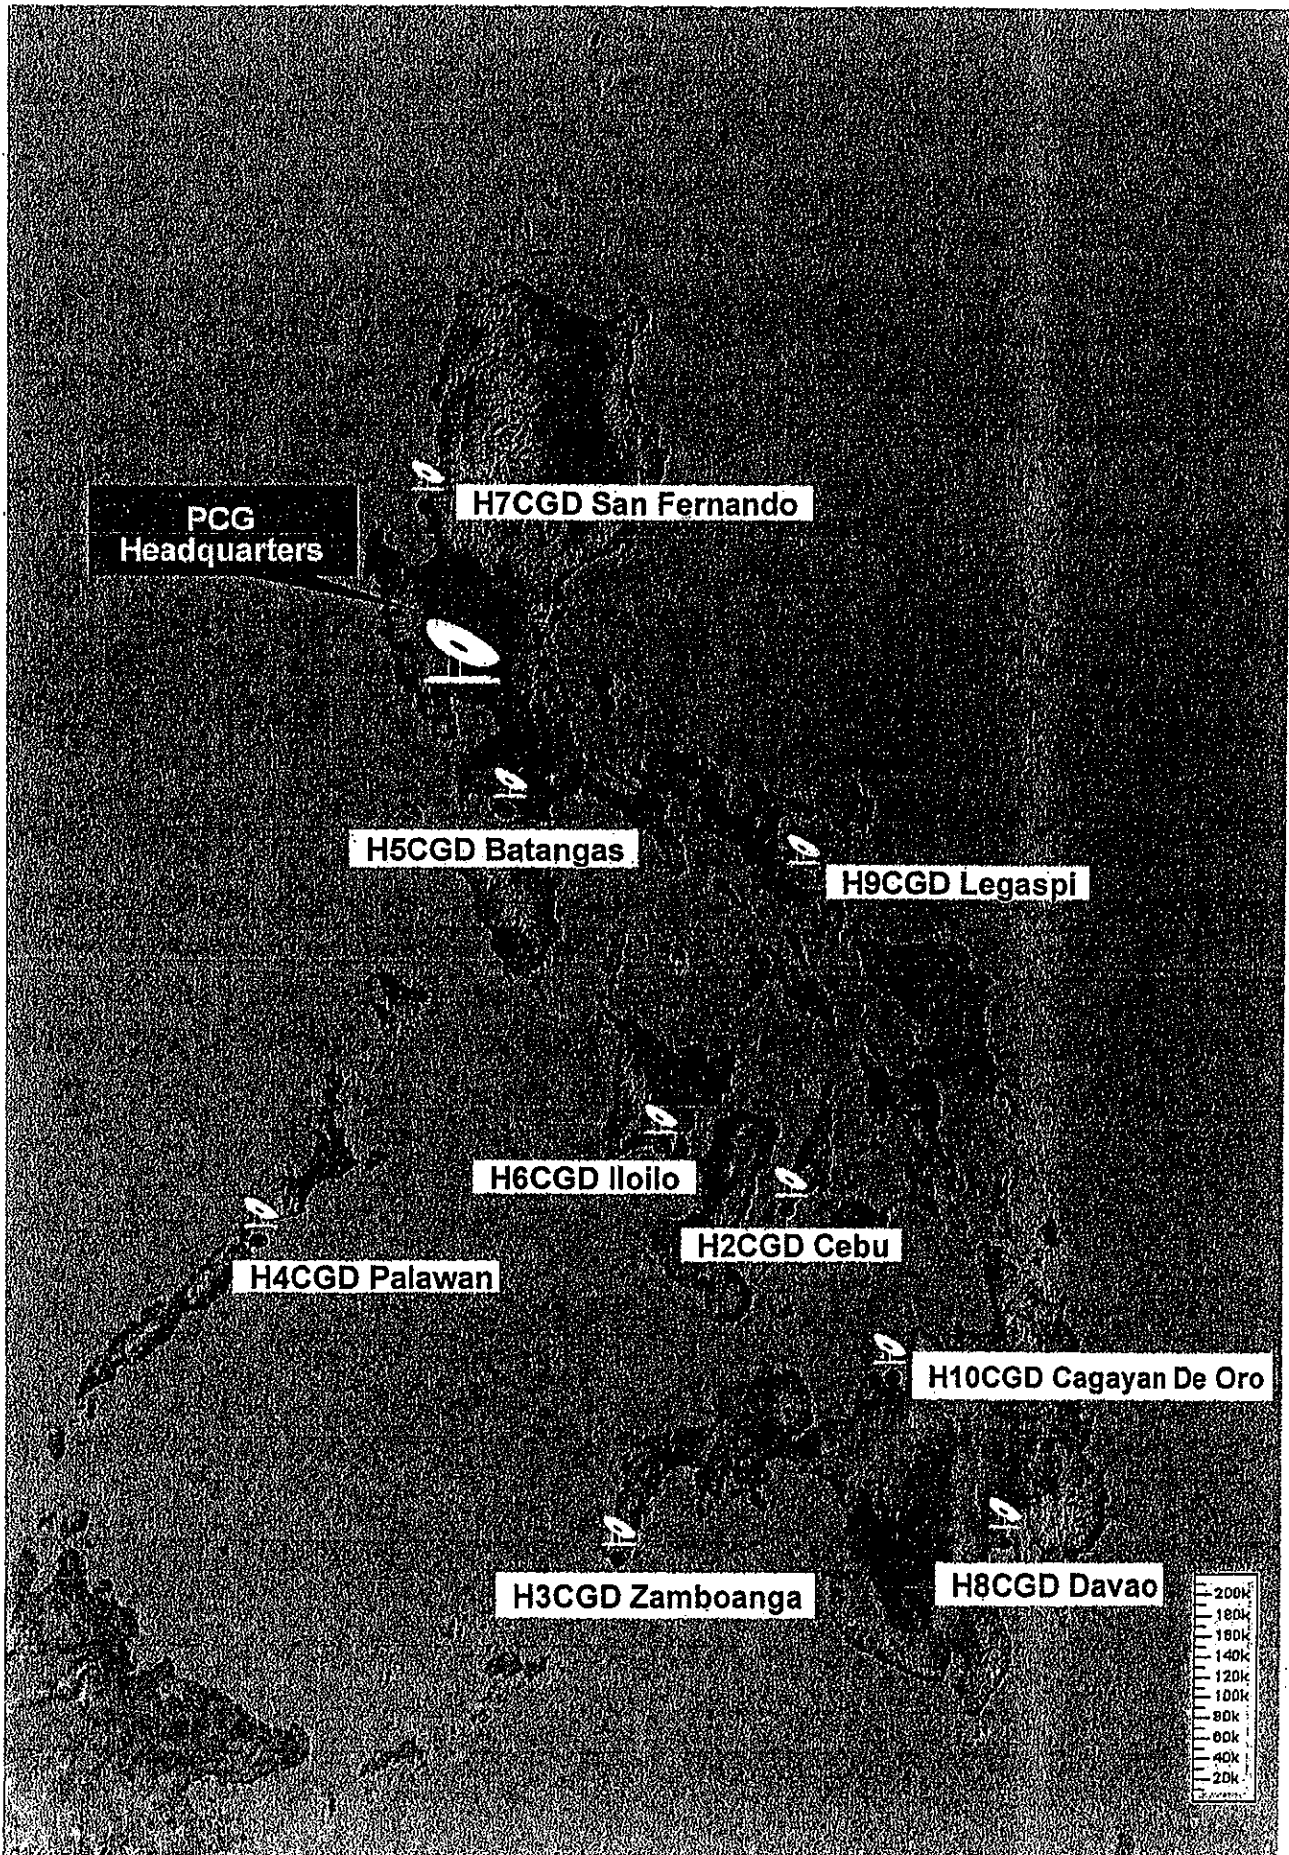 H7CGD San Fernando
PCG
Headquarters
H5CGD Batangas
H9CGD Legaspi
H6CGD Iloilo
H2CGD Cebu
H4CGD Palawan
H10CGD Cagayan De Oro
H3CGD Zamboanga
H8CGD Davao
200k
180k
160k
140k
120k
100k
80k
60k
40k
20k